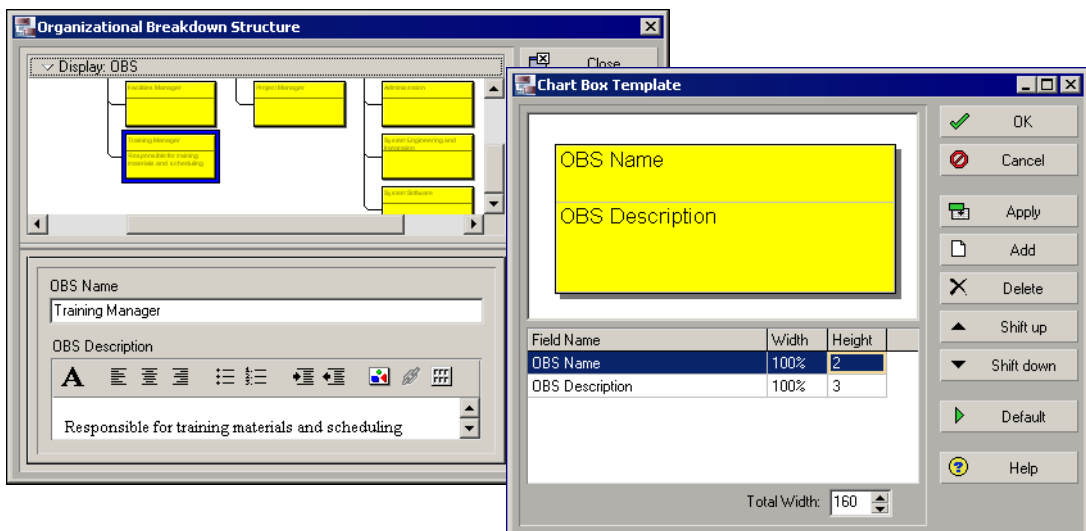 Organizational Breakdown Structure
Display: OBS
Close
Facilities Manager
Project Manager
Administration
Training Manager
Responsible for training
materials and scheduling
System Engineering and
Integration
System Software
OBS Name
Training Manager
OBS Description
A
Responsible for training materials and scheduling
Chart Box Template
OBS Name
OBS Description
Field Name Width Height
OBS Name 100% 2
OBS Description 100% 3
Total Width: 160
OK
Cancel
Apply
Add
Delete
Shift up
Shift down
Default
Help